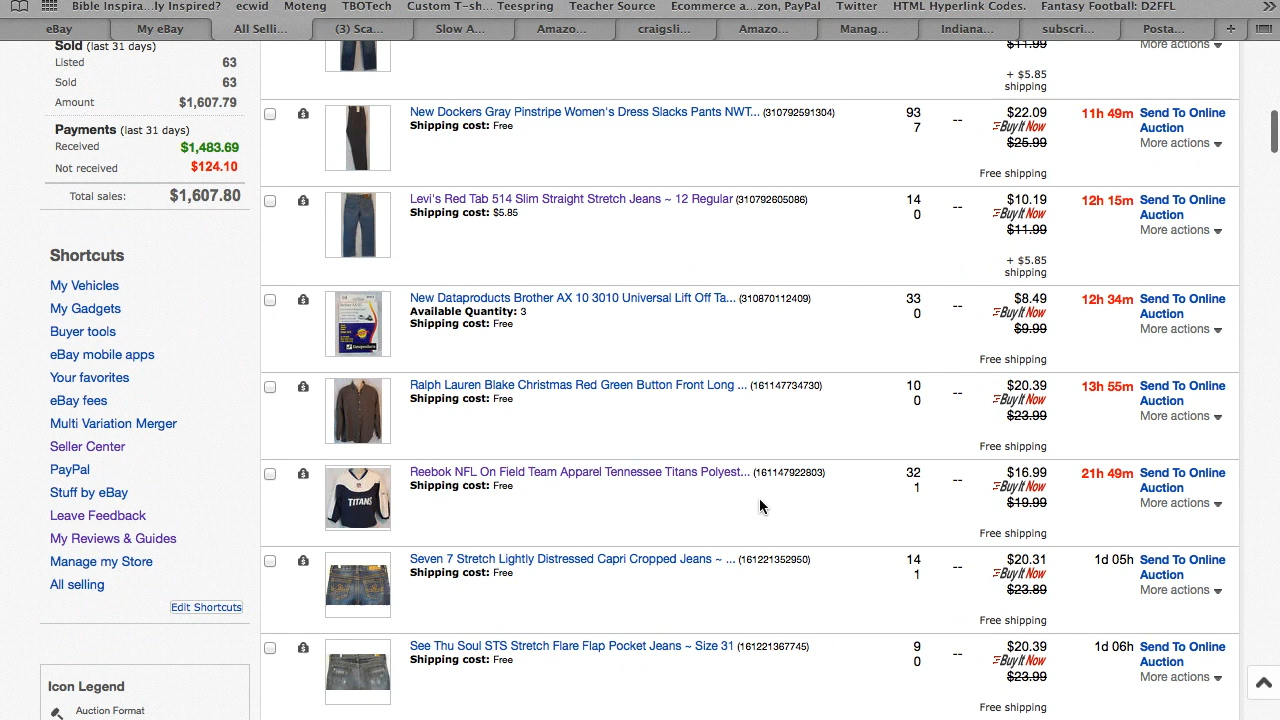 Bible Inspira...ly Inspired? ecwid Moteng TBOTech Custom T-sh... Teespring Teacher Source Ecommerce a...zon, PayPal Twitter HTML Hyperlink Codes. Fantasy Football: D2FFL
eBay My eBay All Selli... (3) Sca... Slow A... Amazo... craigsli... Amazo... Manag... Indiana... subscri... Posta... +
Sold (last 31 days)
Listed 63
Sold 63
Amount $1,607.79
Payments (last 31 days)
Received $1,483.69
Not received $124.10
Total sales: $1,607.80
Shortcuts
My Vehicles
My Gadgets
Buyer tools
eBay mobile apps
Your favorites
eBay fees
Multi Variation Merger
Seller Center
PayPal
Stuff by eBay
Leave Feedback
My Reviews & Guides
Manage my Store
All selling
Edit Shortcuts
Icon Legend
Auction Format
$11.99 More actions
+ $5.85
shipping
New Dockers Gray Pinstripe Women's Dress Slacks Pants NWT... (310792591304) 93 -- $22.09 11h 49m Send To Online
Shipping cost: Free 7 Buy It Now Auction
$25.99 More actions
Free shipping
Levi's Red Tab 514 Slim Straight Stretch Jeans ~ 12 Regular (310792605086) 14 -- $10.19 12h 15m Send To Online
Shipping cost: $5.85 0 Buy It Now Auction
$11.99 More actions
+ $5.85
shipping
New Dataproducts Brother AX 10 3010 Universal Lift Off Ta... (310870112409) 33 -- $8.49 12h 34m Send To Online
Available Quantity: 3 0 Buy It Now Auction
Shipping cost: Free $9.99 More actions
Free shipping
Ralph Lauren Blake Christmas Red Green Button Front Long ... (161147734730) 10 -- $20.39 13h 55m Send To Online
Shipping cost: Free 0 Buy It Now Auction
$23.99 More actions
Free shipping
Reebok NFL On Field Team Apparel Tennessee Titans Polyest... (161147922803) 32 -- $16.99 21h 49m Send To Online
Shipping cost: Free 1 Buy It Now Auction
TITANS $19.99 More actions
Free shipping
Seven 7 Stretch Lightly Distressed Capri Cropped Jeans ~ ... (161221352950) 14 -- $20.31 1d 05h Send To Online
Shipping cost: Free 1 Buy It Now Auction
$23.89 More actions
Free shipping
See Thu Soul STS Stretch Flare Flap Pocket Jeans ~ Size 31 (161221367745) 9 -- $20.39 1d 06h Send To Online
Shipping cost: Free 0 Buy It Now Auction
$23.99 More actions
Free shipping